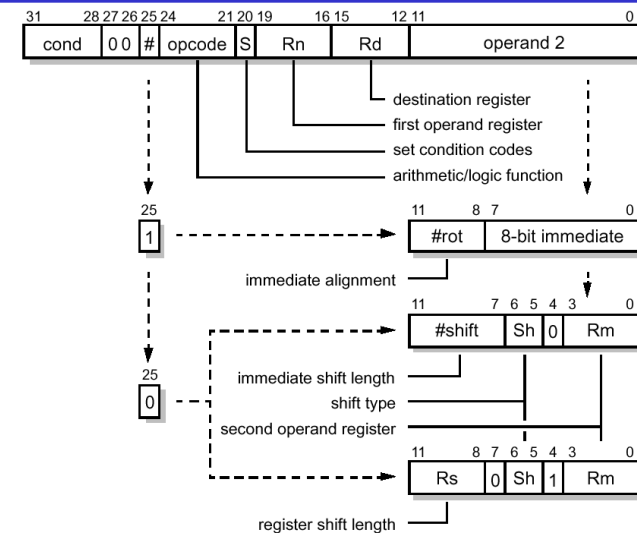 31 28 27 26 25 24 21 20 19 16 15 12 11 0
cond 0 0 # opcode S Rn Rd operand 2
destination register
first operand register
set condition codes
arithmetic/logic function
25 11 8 7 0
1 #rot 8-bit immediate
immediate alignment
11 7 6 5 4 3 0
#shift Sh 0 Rm
25
0
immediate shift length
shift type
second operand register
11 8 7 6 5 4 3 0
Rs 0 Sh 1 Rm
register shift length